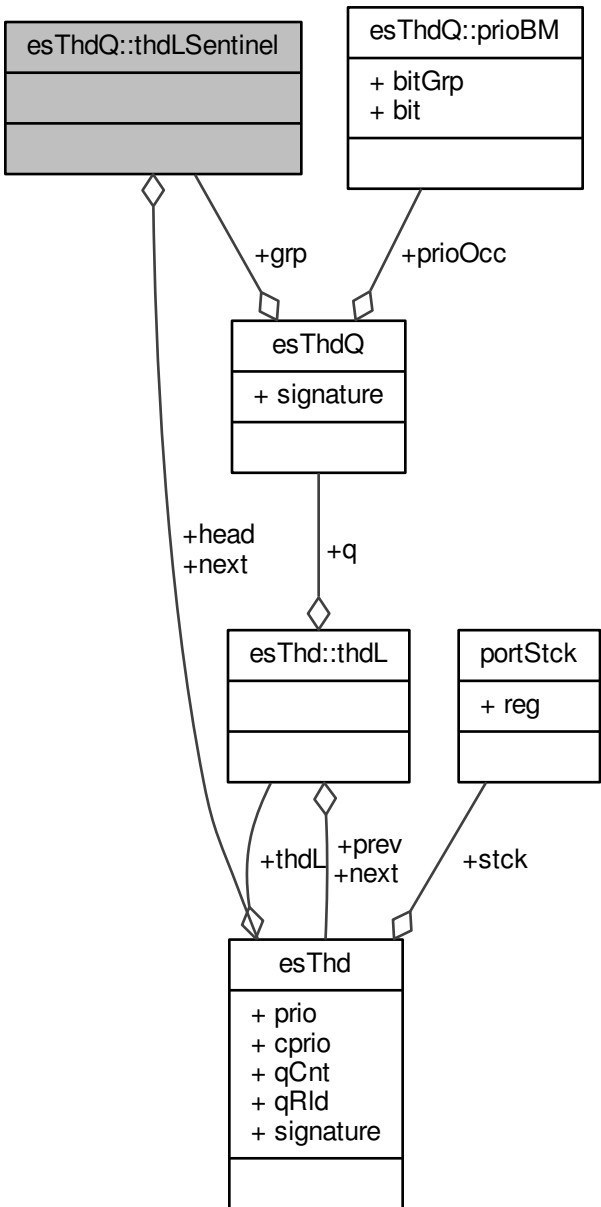 esThdQ::thdLSentinel
esThdQ::prioBM
+ bitGrp
+ bit
+grp
+prioOcc
esThdQ
+ signature
+head
+next
+q
esThd::thdL
portStck
+ reg
+thdL
+prev
+next
+stck
esThd
+ prio
+ cprio
+ qCnt
+ qRld
+ signature